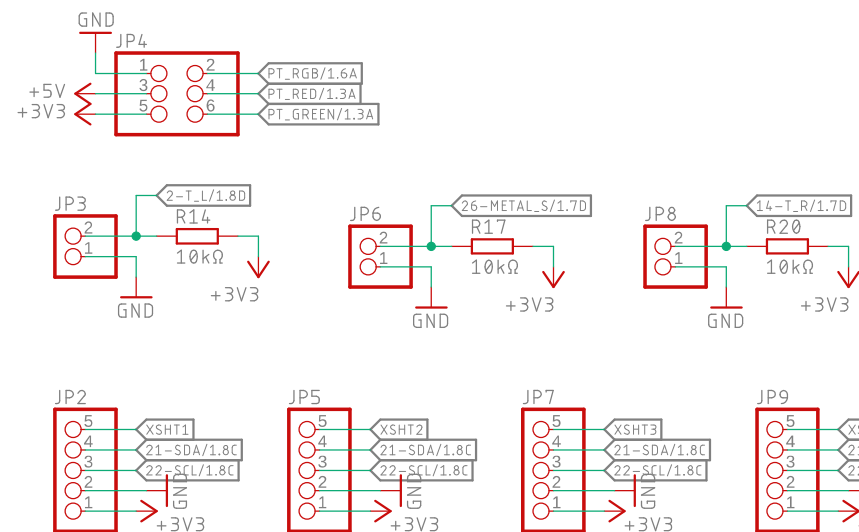 GND
JP4
1 2 PT_RGB/1.6A
+5V 3 4 PT_RED/1.3A
+3V3 5 6 PT_GREEN/1.3A
JP3 2-T_L/1.8D
2 R14
1 10kΩ
+3V3
GND
JP6 26-METAL_S/1.7D
2 R17
1 10kΩ
+3V3
GND
JP8 14-T_R/1.7D
2 R20
1 10kΩ
+3V3
GND
JP2
5 XSHT1
4 21-SDA/1.8C
3 22-SCL/1.8C
2 GND
1 +3V3
JP5
5 XSHT2
4 21-SDA/1.8C
3 22-SCL/1.8C
2 GND
1 +3V3
JP7
5 XSHT3
4 21-SDA/1.8C
3 22-SCL/1.8C
2 GND
1 +3V3
JP9
5
4
3
2
1